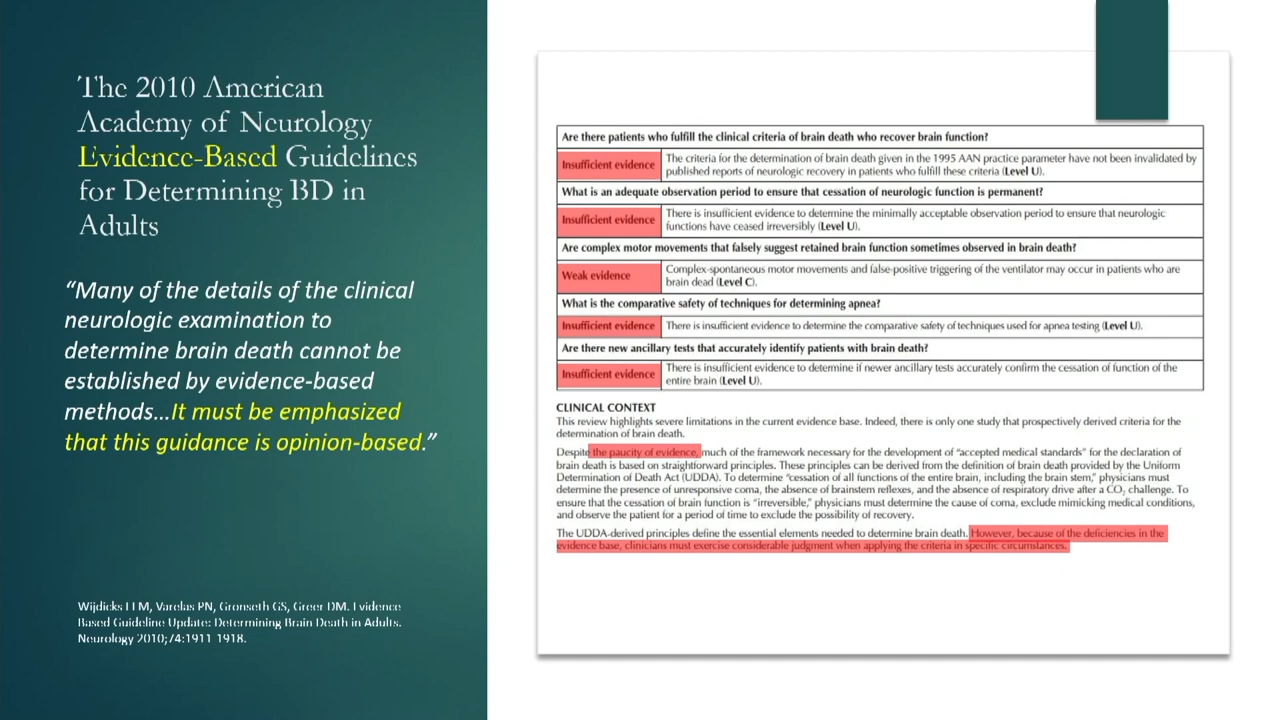 The 2010 American
Academy of Neurology
Evidence-Based Guidelines
for Determining BD in
Adults
“Many of the details of the clinical
neurologic examination to
determine brain death cannot be
established by evidence-based
methods...It must be emphasized
that this guidance is opinion-based.”
Wijdicks EFM, Varelas PN, Gronseth GS, Greer DM. Evidence
Based Guideline Update: Determining Brain Death in Adults.
Neurology 2010;74:1911 1918.
Are there patients who fulfill the clinical criteria of brain death who recover brain function?
Insufficient evidence
The criteria for the determination of brain death given in the 1995 AAN practice parameter have not been invalidated by
published reports of neurologic recovery in patients who fulfill these criteria (Level U).
What is an adequate observation period to ensure that cessation of neurologic function is permanent?
Insufficient evidence
There is insufficient evidence to determine the minimally acceptable observation period to ensure that neurologic
functions have ceased irreversibly (Level U).
Are complex motor movements that falsely suggest retained brain function sometimes observed in brain death?
Weak evidence
Complex-spontaneous motor movements and false-positive triggering of the ventilator may occur in patients who are
brain dead (Level C).
What is the comparative safety of techniques for determining apnea?
Insufficient evidence
There is insufficient evidence to determine the comparative safety of techniques used for apnea testing (Level U).
Are there new ancillary tests that accurately identify patients with brain death?
Insufficient evidence
There is insufficient evidence to determine if newer ancillary tests accurately confirm the cessation of function of the
entire brain (Level U).
CLINICAL CONTEXT
This review highlights severe limitations in the current evidence base. Indeed, there is only one study that prospectively derived criteria for the
determination of brain death.
Despite the paucity of evidence, much of the framework necessary for the development of “accepted medical standards” for the declaration of
brain death is based on straightforward principles. These principles can be derived from the definition of brain death provided by the Uniform
Determination of Death Act (UDDA). To determine “cessation of all functions of the entire brain, including the brain stem,” physicians must
determine the presence of unresponsive coma, the absence of brainstem reflexes, and the absence of respiratory drive after a CO₂ challenge. To
ensure that the cessation of brain function is “irreversible,” physicians must determine the cause of coma, exclude mimicking medical conditions,
and observe the patient for a period of time to exclude the possibility of recovery.
The UDDA-derived principles define the essential elements needed to determine brain death. However, because of the deficiencies in the
evidence base, clinicians must exercise considerable judgment when applying the criteria in specific circumstances.